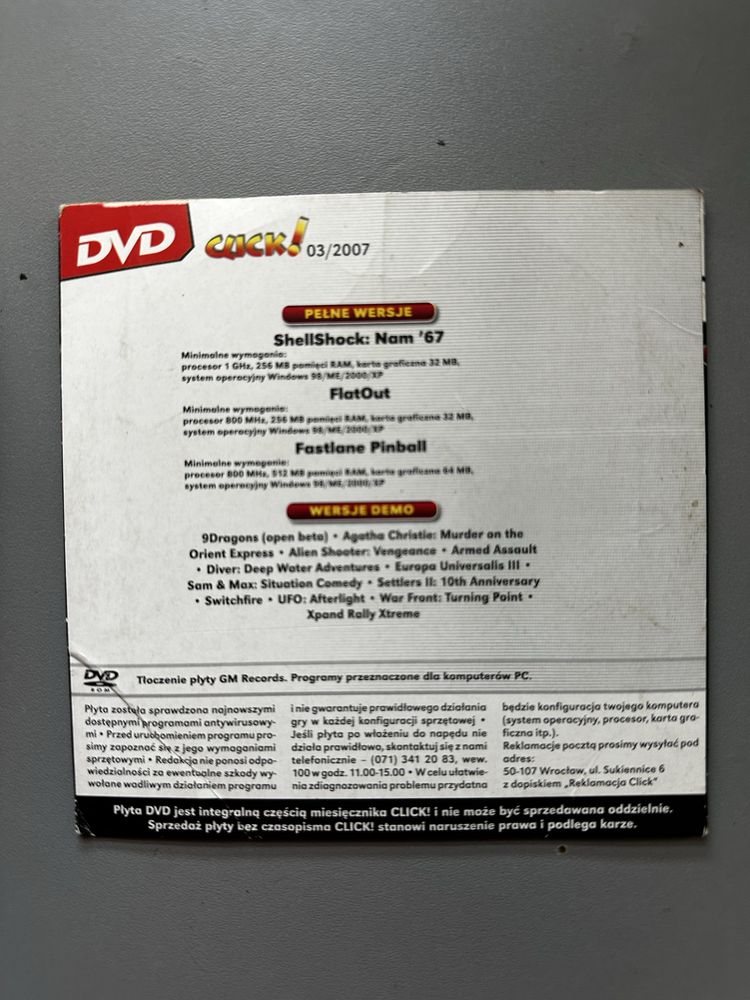 DVD CLICK! 03/2007
PEŁNE WERSJE
ShellShock: Nam '67
Minimalne wymagania:
procesor 1 GHz, 256 MB pamięci RAM, karta graficzna 32 MB,
system operacyjny Windows 98/ME/2000/XP
FlatOut
Minimalne wymagania:
procesor 800 MHz, 256 MB pamięci RAM, karta graficzna 32 MB,
system operacyjny Windows 98/ME/2000/XP
Fastlane Pinball
Minimalne wymagania:
procesor 800 MHz, 512 MB pamięci RAM, karta graficzna 64 MB,
system operacyjny Windows 98/ME/2000/XP
WERSJE DEMO
9Dragons (open beta) • Agatha Christie: Murder on the
Orient Express • Alien Shooter: Vengeance • Armed Assault
• Diver: Deep Water Adventures • Europa Universalis III •
Sam & Max: Situation Comedy • Settlers II: 10th Anniversary
• Switchfire • UFO: Afterlight • War Front: Turning Point •
Xpand Rally Xtreme
DVD
ROM
Tłoczenie płyty GM Records. Programy przeznaczone dla komputerów PC.
Płyta została sprawdzona najnowszymi
dostępnymi programami antywirusowy-
mi • Przed uruchomieniem programu pro-
simy zapoznać się z jego wymaganiami
sprzętowymi • Redakcja nie ponosi odpo-
wiedzialności za ewentualne szkody wy-
wołane wadliwym działaniem programu
i nie gwarantuje prawidłowego działania
gry w każdej konfiguracji sprzętowej •
Jeśli płyta po włożeniu do napędu nie
działa prawidłowo, skontaktuj się z nami
telefonicznie – (071) 341 20 83, wew.
100 w godz. 11.00-15.00 • W celu ułatwie-
nia zdiagnozowania problemu przydatna
będzie konfiguracja twojego komputera
(system operacyjny, procesor, karta gra-
ficzna itp.).
Reklamacje pocztą prosimy wysyłać pod
adres:
50-107 Wrocław, ul. Sukiennice 6
z dopiskiem „Reklamacja Click"
Płyta DVD jest integralną częścią miesięcznika CLICK! i nie może być sprzedawana oddzielnie.
Sprzedaż płyty bez czasopisma CLICK! stanowi naruszenie prawa i podlega karze.